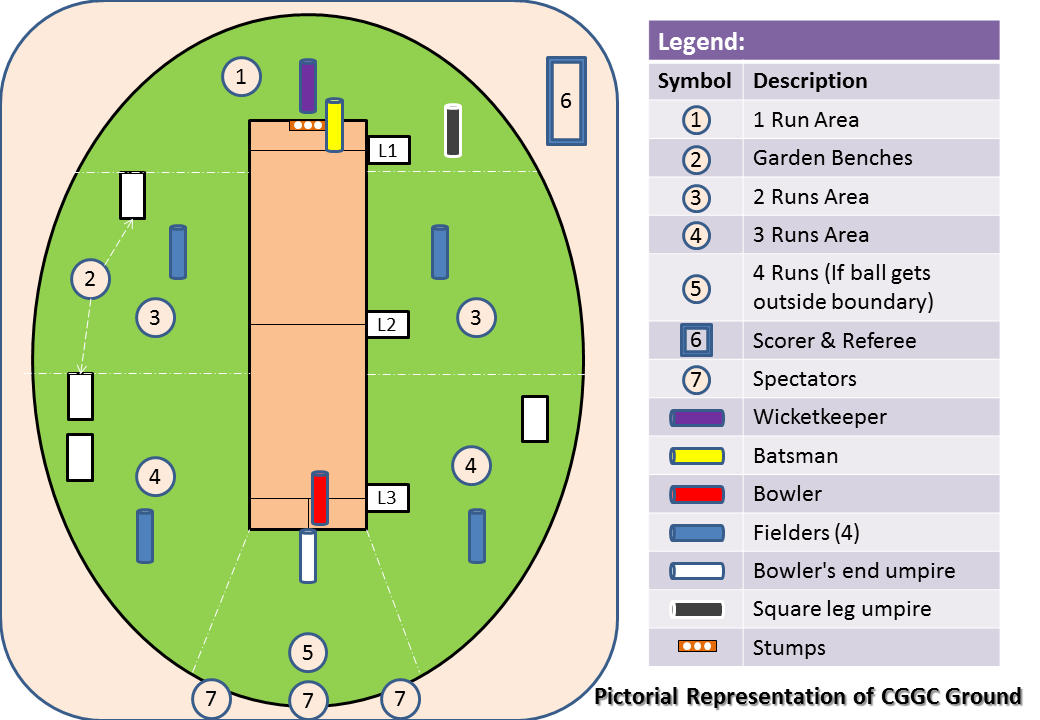 1
6
L1
2
3
3
L2
4
4
L3
5
7
7
7
Legend:
Symbol Description
1 1 Run Area
2 Garden Benches
3 2 Runs Area
4 3 Runs Area
5 4 Runs (If ball gets
outside boundary)
6 Scorer & Referee
7 Spectators
Wicketkeeper
Batsman
Bowler
Fielders (4)
Bowler's end umpire
Square leg umpire
Stumps
Pictorial Representation of CGGC Ground